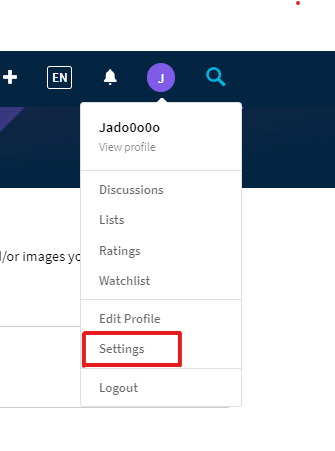 EN
J
Jado0o0o
View profile
Discussions
Lists
Ratings
Watchlist
/or images yo
Edit Profile
Settings
Logout